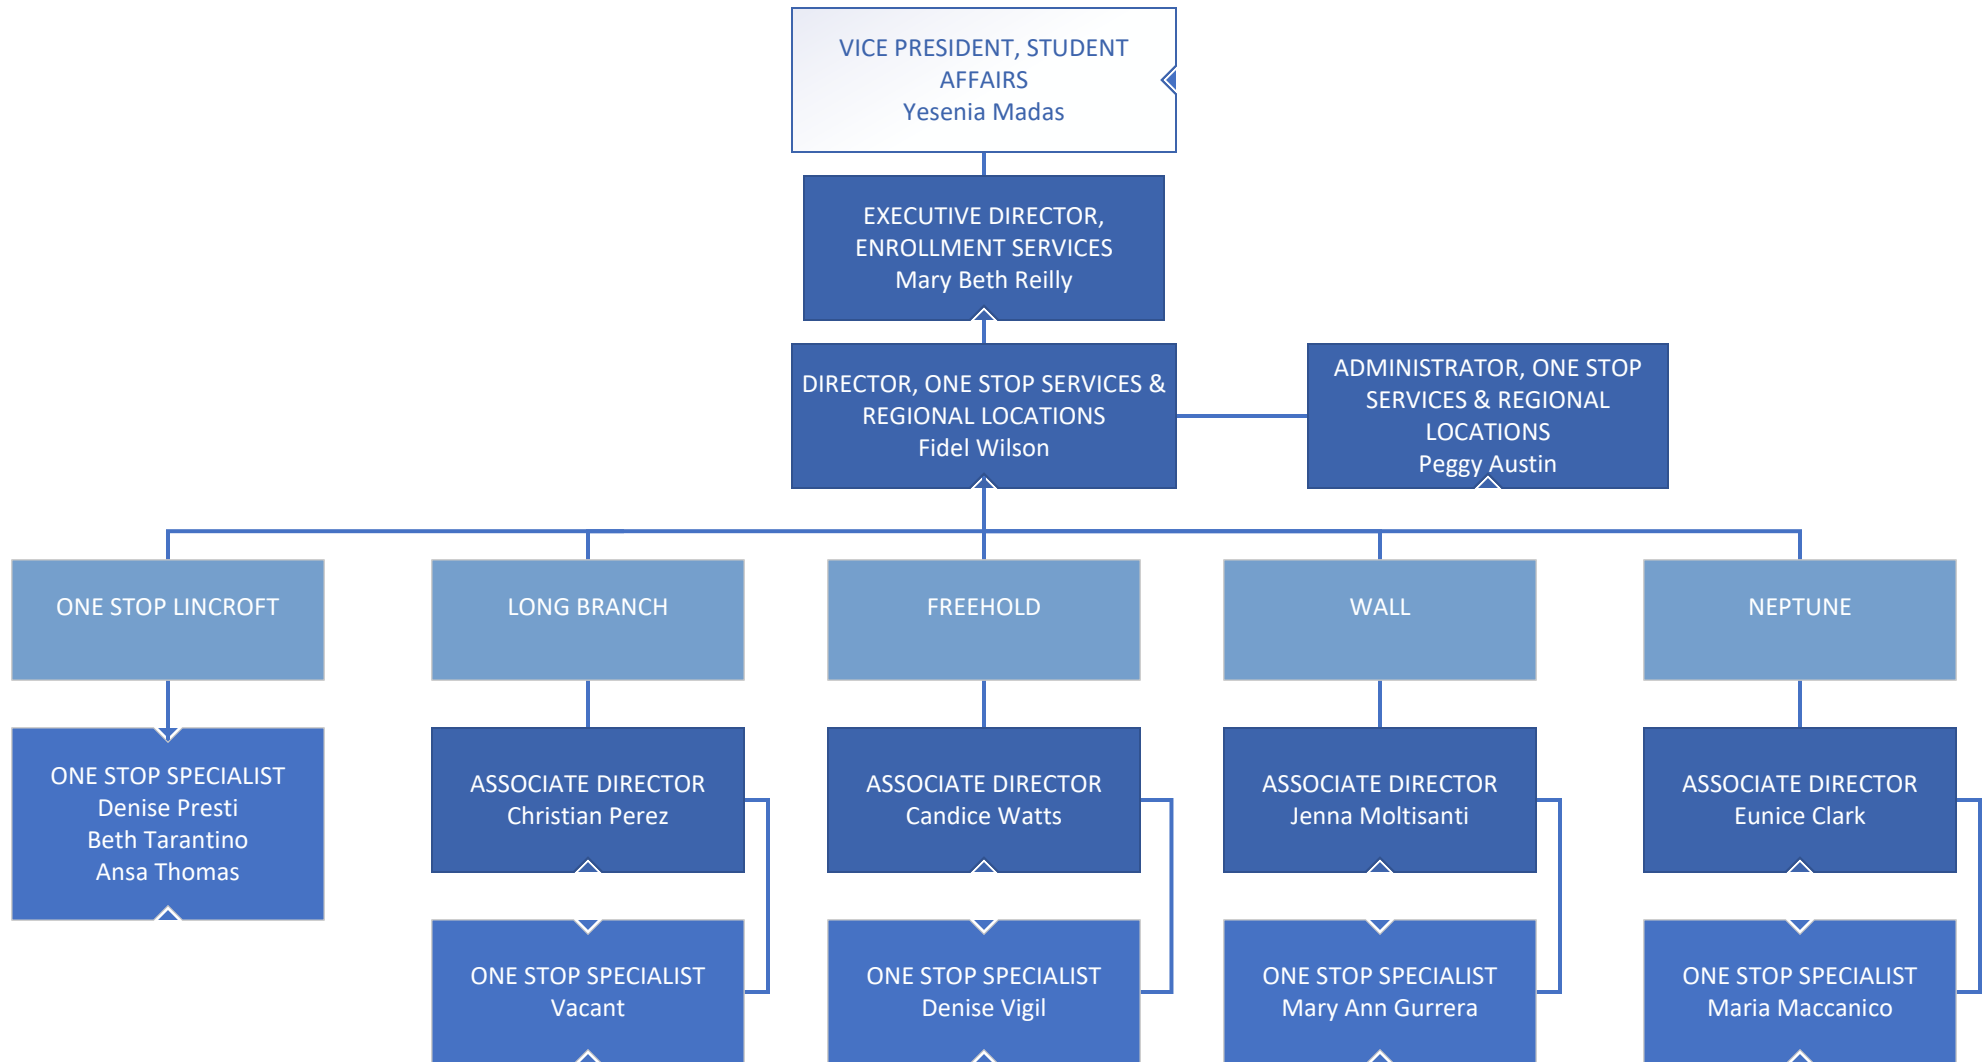 VICE PRESIDENT, STUDENT
AFFAIRS
Yesenia Madas
EXECUTIVE DIRECTOR,
ENROLLMENT SERVICES
Mary Beth Reilly
DIRECTOR, ONE STOP SERVICES &
REGIONAL LOCATIONS
Fidel Wilson
ADMINISTRATOR, ONE STOP
SERVICES & REGIONAL
LOCATIONS
Peggy Austin
ONE STOP LINCROFT
LONG BRANCH
FREEHOLD
WALL
NEPTUNE
ONE STOP SPECIALIST
Denise Presti
Beth Tarantino
Ansa Thomas
ASSOCIATE DIRECTOR
Christian Perez
ASSOCIATE DIRECTOR
Candice Watts
ASSOCIATE DIRECTOR
Jenna Moltisanti
ASSOCIATE DIRECTOR
Eunice Clark
ONE STOP SPECIALIST
Vacant
ONE STOP SPECIALIST
Denise Vigil
ONE STOP SPECIALIST
Mary Ann Gurrera
ONE STOP SPECIALIST
Maria Maccanico